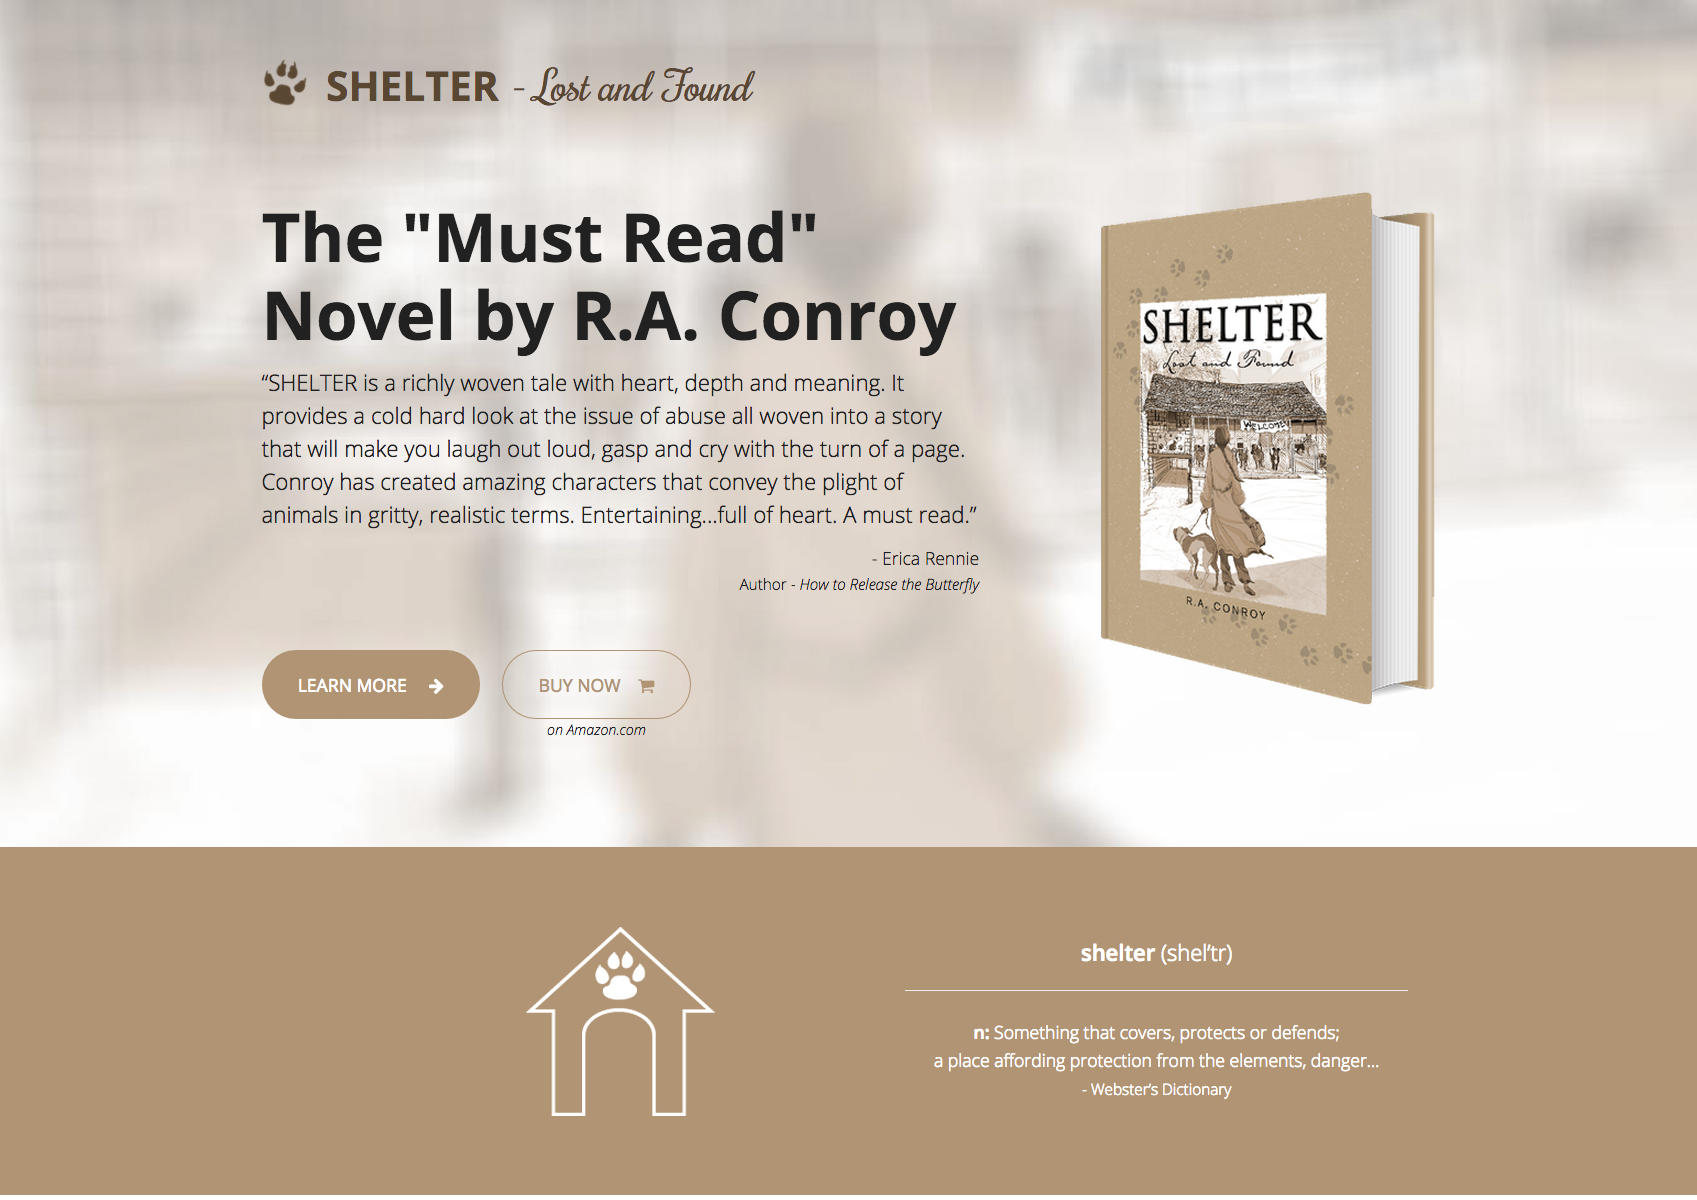 SHELTER - Lost and Found
The "Must Read"
Novel by R.A. Conroy
“SHELTER is a richly woven tale with heart, depth and meaning. It
provides a cold hard look at the issue of abuse all woven into a story
that will make you laugh out loud, gasp and cry with the turn of a page.
Conroy has created amazing characters that convey the plight of
animals in gritty, realistic terms. Entertaining...full of heart. A must read.”
- Erica Rennie
Author - How to Release the Butterfly
LEARN MORE
BUY NOW
on Amazon.com
SHELTER
Lost and Found
WELCOME!
R.A. CONROY
shelter (shel’tr)
n: Something that covers, protects or defends;
a place affording protection from the elements, danger...
- Webster’s Dictionary